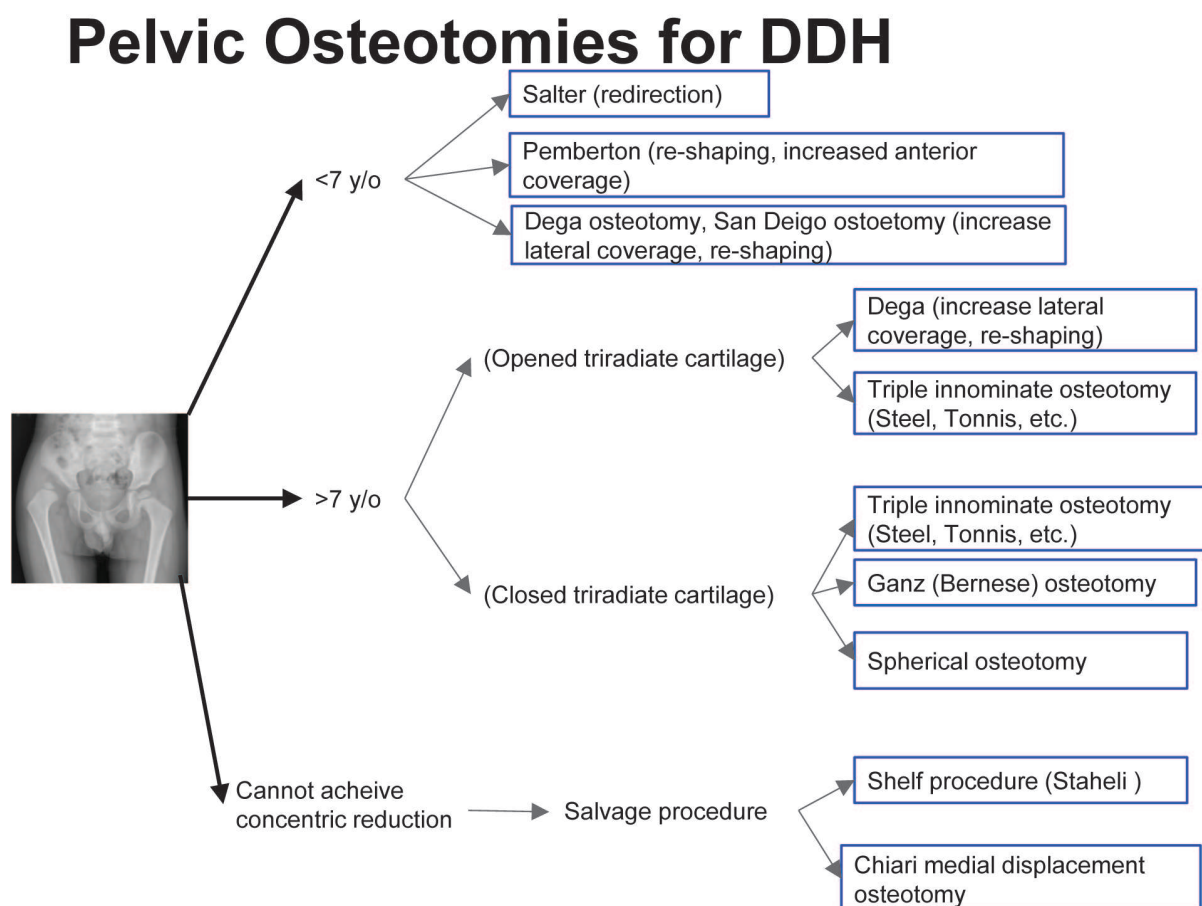 Pelvic Osteotomies for DDH
Salter (redirection)
<7 y/o
Pemberton (re-shaping, increased anterior
coverage)
Dega osteotomy, San Deigo ostoetomy (increase
lateral coverage, re-shaping)
>7 y/o
(Opened triradiate cartilage)
Dega (increase lateral
coverage, re-shaping)
Triple innominate osteotomy
(Steel, Tonnis, etc.)
(Closed triradiate cartilage)
Triple innominate osteotomy
(Steel, Tonnis, etc.)
Ganz (Bernese) osteotomy
Spherical osteotomy
Cannot acheive
concentric reduction
Salvage procedure
Shelf procedure (Staheli )
Chiari medial displacement
osteotomy